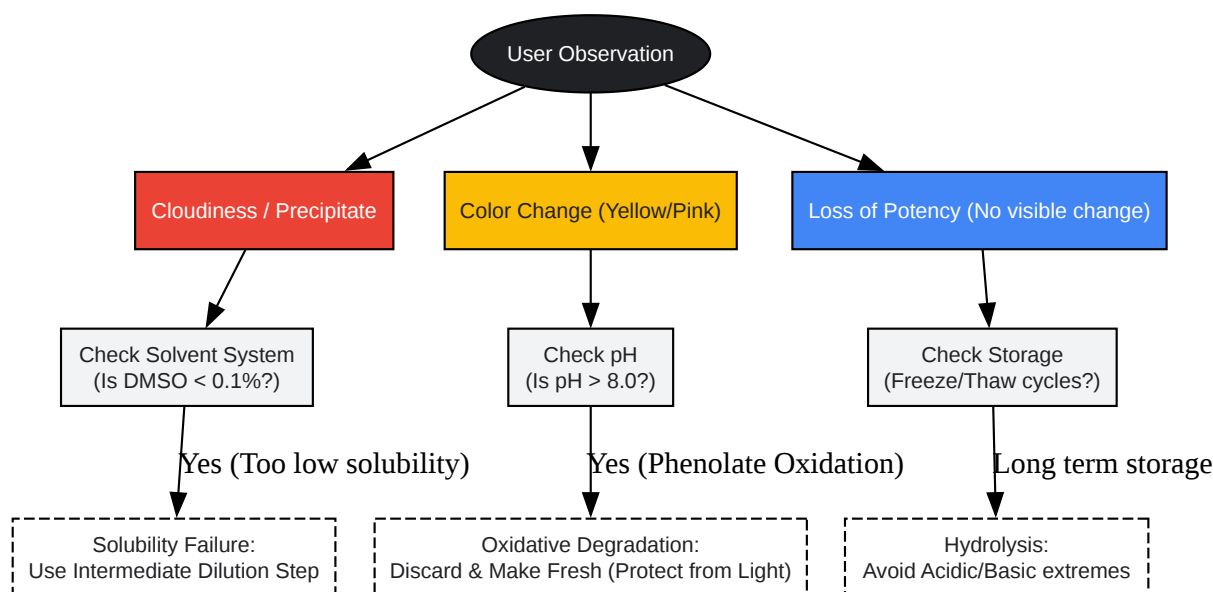 User Observation
Cloudiness / Precipitate
Color Change (Yellow/Pink)
Loss of Potency (No visible change)
Check Solvent System
(Is DMSO < 0.1%?)
Check pH
(Is pH > 8.0?)
Check Storage
(Freeze/Thaw cycles?)
Yes (Too low solubility)
Yes (Phenolate Oxidation)
Long term storage
Solubility Failure:
Use Intermediate Dilution Step
Oxidative Degradation:
Discard & Make Fresh (Protect from Light)
Hydrolysis:
Avoid Acidic/Basic extremes